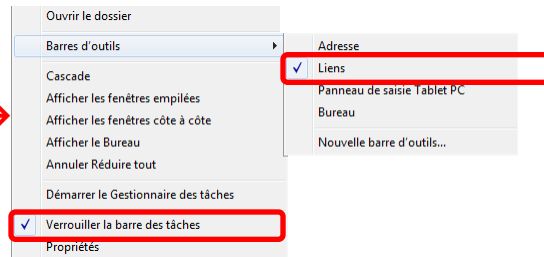 Ouvrir le dossier
Barres d'outils
Cascade
Afficher les fenêtres empilées
Afficher les fenêtres côte à côte
Afficher le Bureau
Annuler Réduire tout
Démarrer le Gestionnaire des tâches
Verrouiller la barre des tâches
Propriétés
Adresse
Liens
Panneau de saisie Tablet PC
Bureau
Nouvelle barre d'outils...